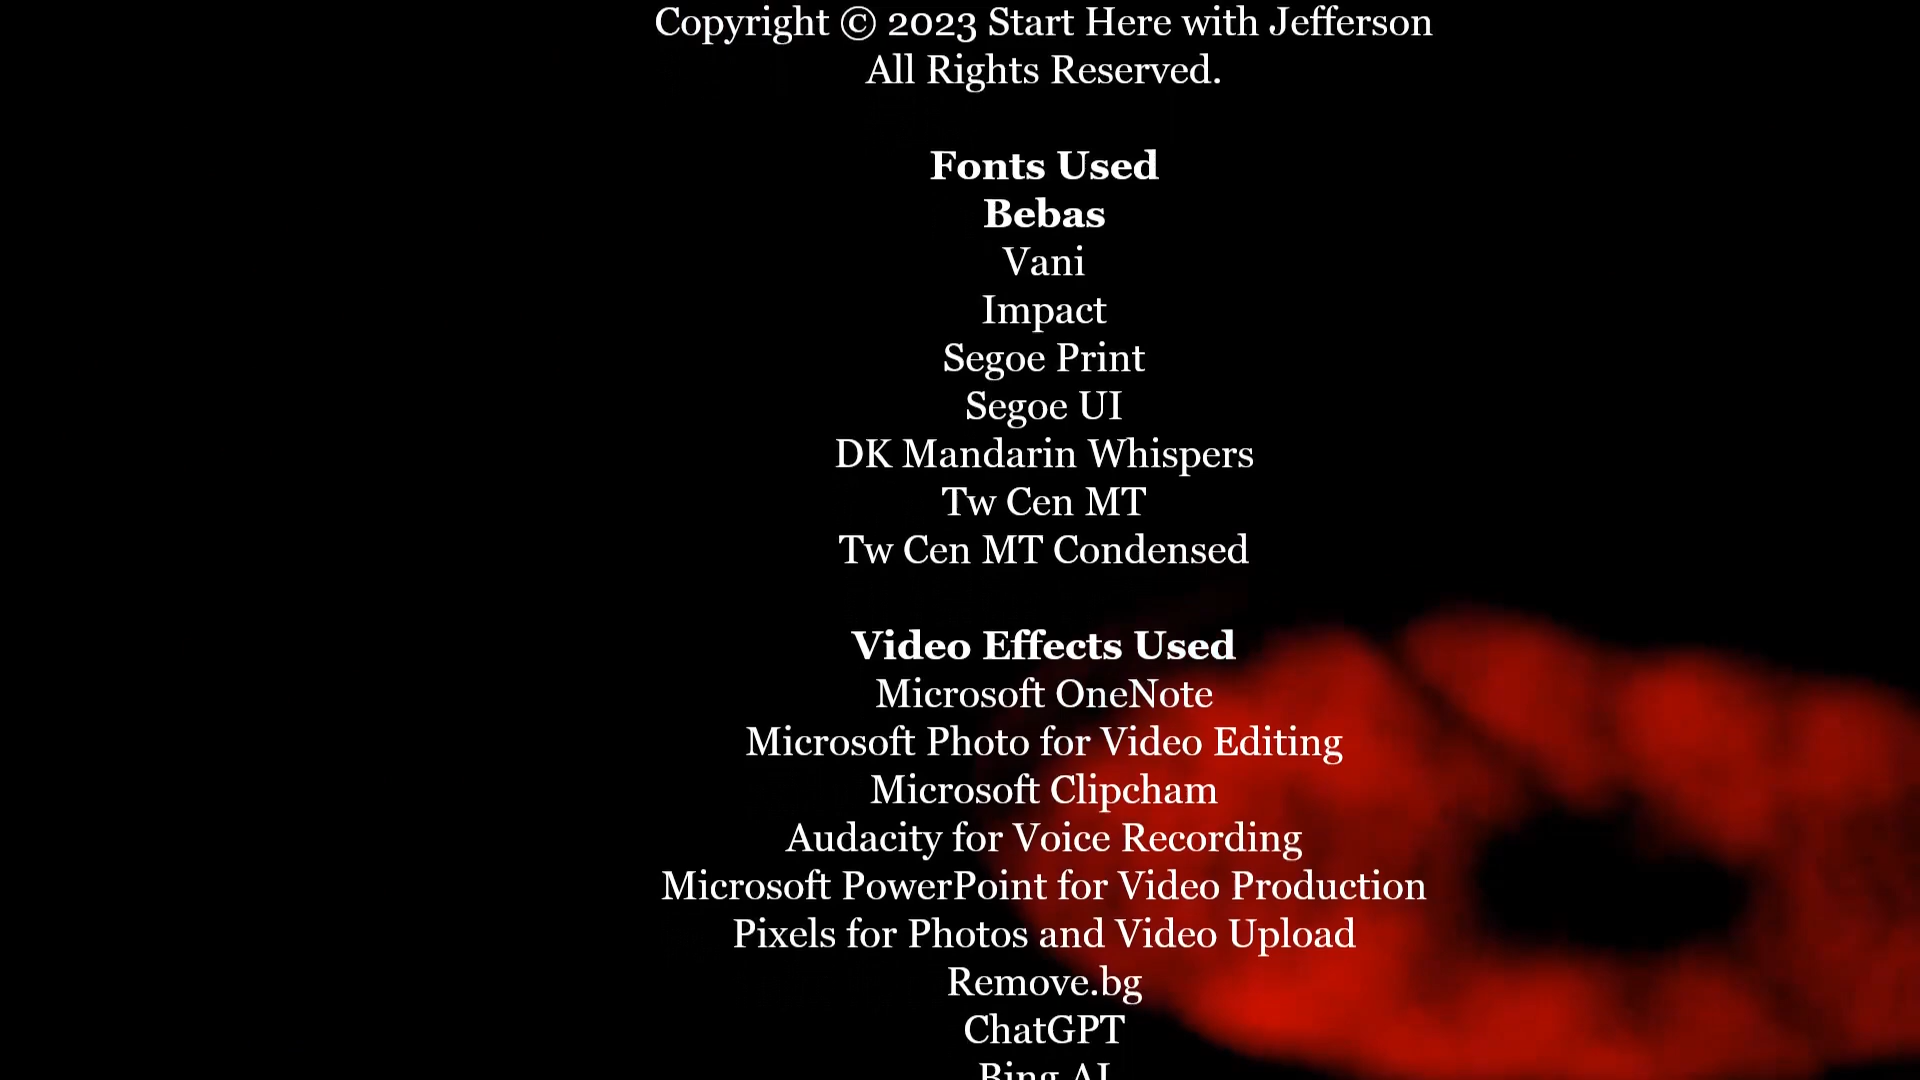 Copyright © 2023 Start Here with Jefferson
All Rights Reserved.
Fonts Used
Bebas
Vani
Impact
Segoe Print
Segoe UI
DK Mandarin Whispers
Tw Cen MT
Tw Cen MT Condensed
Video Effects Used
Microsoft OneNote
Microsoft Photo for Video Editing
Microsoft Clipcham
Audacity for Voice Recording
Microsoft PowerPoint for Video Production
Pixels for Photos and Video Upload
Remove.bg
ChatGPT
Bing AI